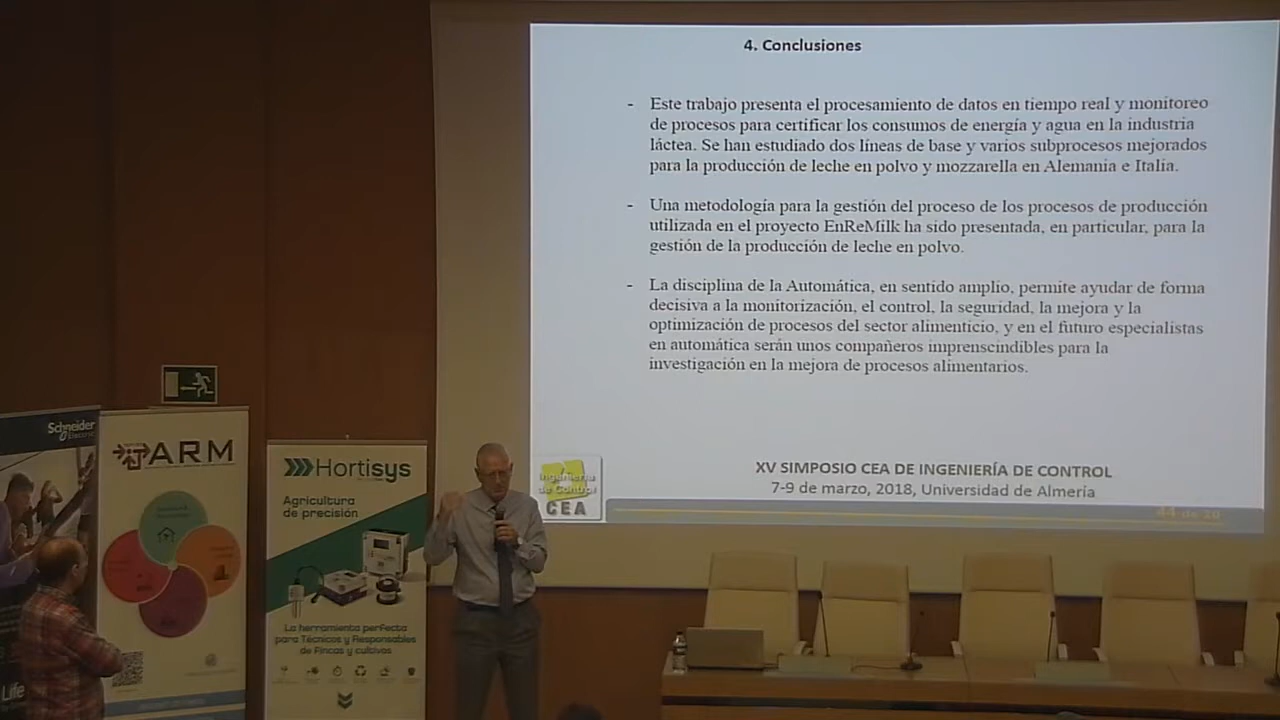 4. Conclusiones
- Este trabajo presenta el procesamiento de datos en tiempo real y monitoreo
de procesos para certificar los consumos de energía y agua en la industria
láctea. Se han estudiado dos líneas de base y varios subprocesos mejorados
para la producción de leche en polvo y mozzarella en Alemania e Italia.
- Una metodología para la gestión del proceso de los procesos de producción
utilizada en el proyecto EnReMilk ha sido presentada, en particular, para la
gestión de la producción de leche en polvo.
- La disciplina de la Automática, en sentido amplio, permite ayudar de forma
decisiva a la monitorización, el control, la seguridad, la mejora y la
optimización de procesos del sector alimenticio, y en el futuro especialistas
en automática serán unos compañeros imprenscindibles para la
investigación en la mejora de procesos alimentarios.
XV SIMPOSIO CEA DE INGENIERÍA DE CONTROL
7-9 de marzo, 2018, Universidad de Almería
Ingeniería
de Control
CEA
Schneider
Electric
Life
ARM
Hortisys
Agricultura
de precisión
La herramienta perfecta
para Técnicos y Responsables
de Fincas y cultivos